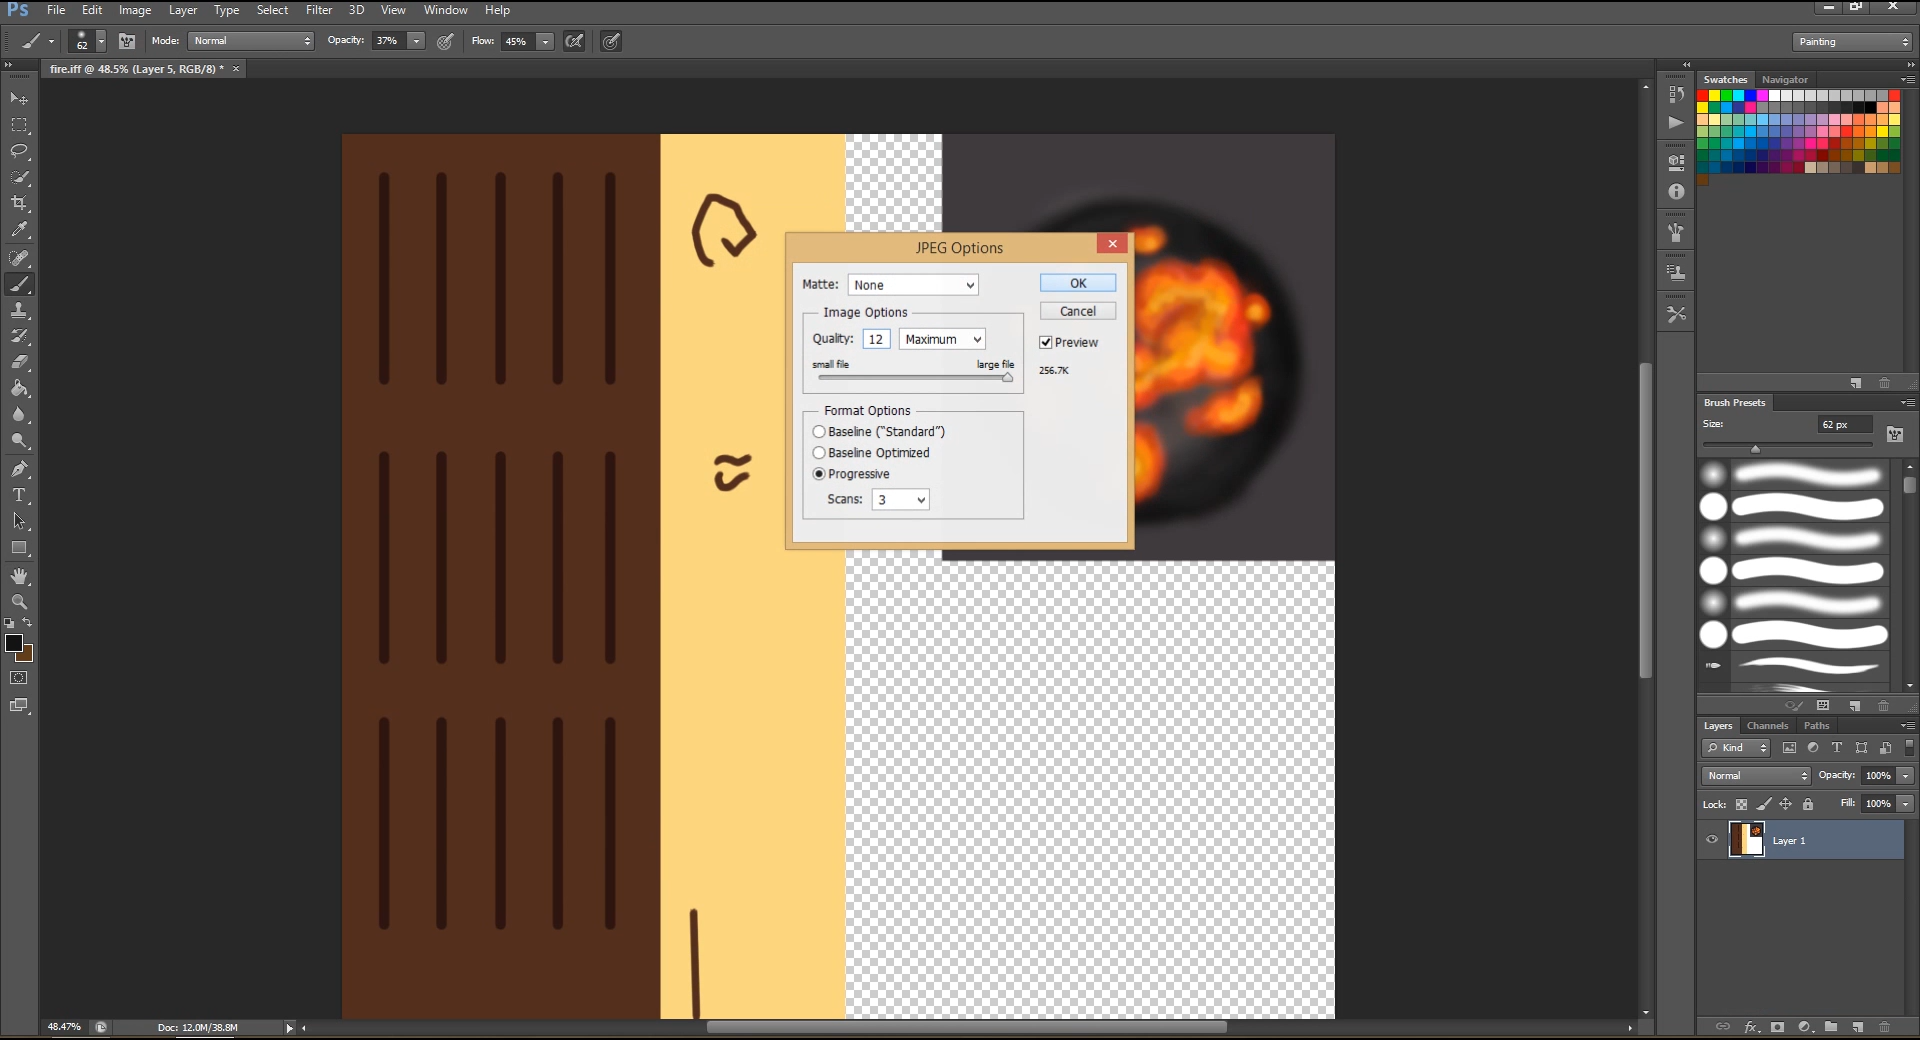 Ps File Edit Image Layer Type Select Filter 3D View Window Help
62 Mode: Normal Opacity: 37% Flow: 45% Painting
fire.iff @ 48.5% (Layer 5, RGB/8) * ×
Swatches Navigator
JPEG Options
Matte: None OK
Image Options Cancel
Quality: 12 Maximum Preview
small file large file 256.7K
Format Options
Baseline (“Standard”)
Baseline Optimized
Progressive
Scans: 3
Brush Presets
Size: 62 px
Layers Channels Paths
Kind
Normal Opacity: 100%
Lock: Fill: 100%
Layer 1
48.47% Doc: 12.0M/38.8M